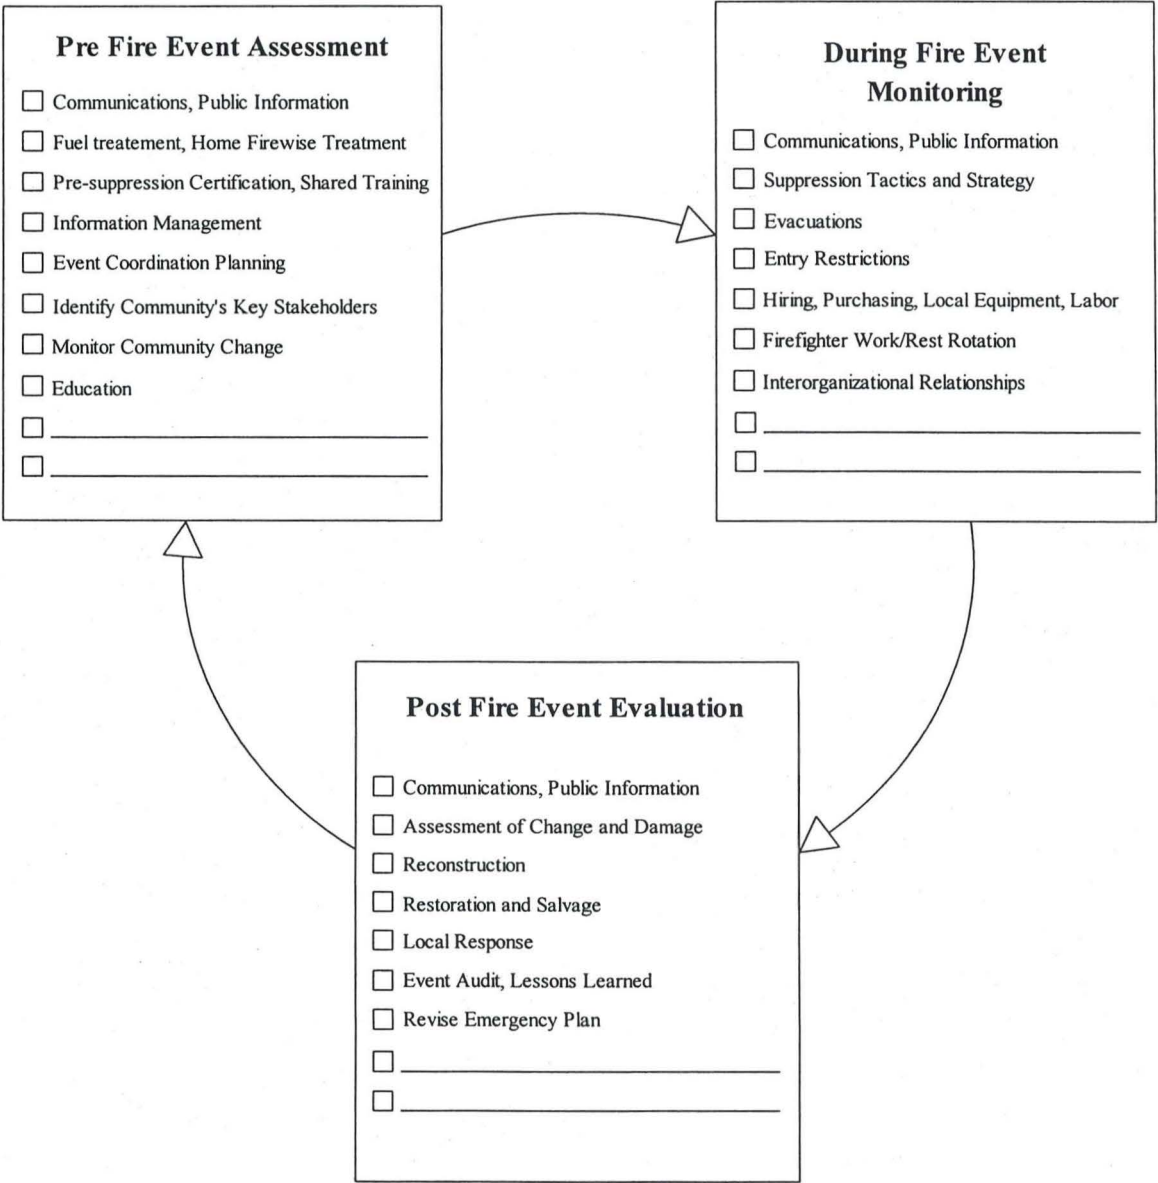 Pre Fire Event Assessment
Communications, Public Information
Fuel treatement, Home Firewise Treatment
Pre-suppression Certification, Shared Training
Information Management
Event Coordination Planning
Identify Community's Key Stakeholders
Monitor Community Change
Education
During Fire Event
Monitoring
Communications, Public Information
Suppression Tactics and Strategy
Evacuations
Entry Restrictions
Hiring, Purchasing, Local Equipment, Labor
Firefighter Work/Rest Rotation
Interorganizational Relationships
Post Fire Event Evaluation
Communications, Public Information
Assessment of Change and Damage
Reconstruction
Restoration and Salvage
Local Response
Event Audit, Lessons Learned
Revise Emergency Plan